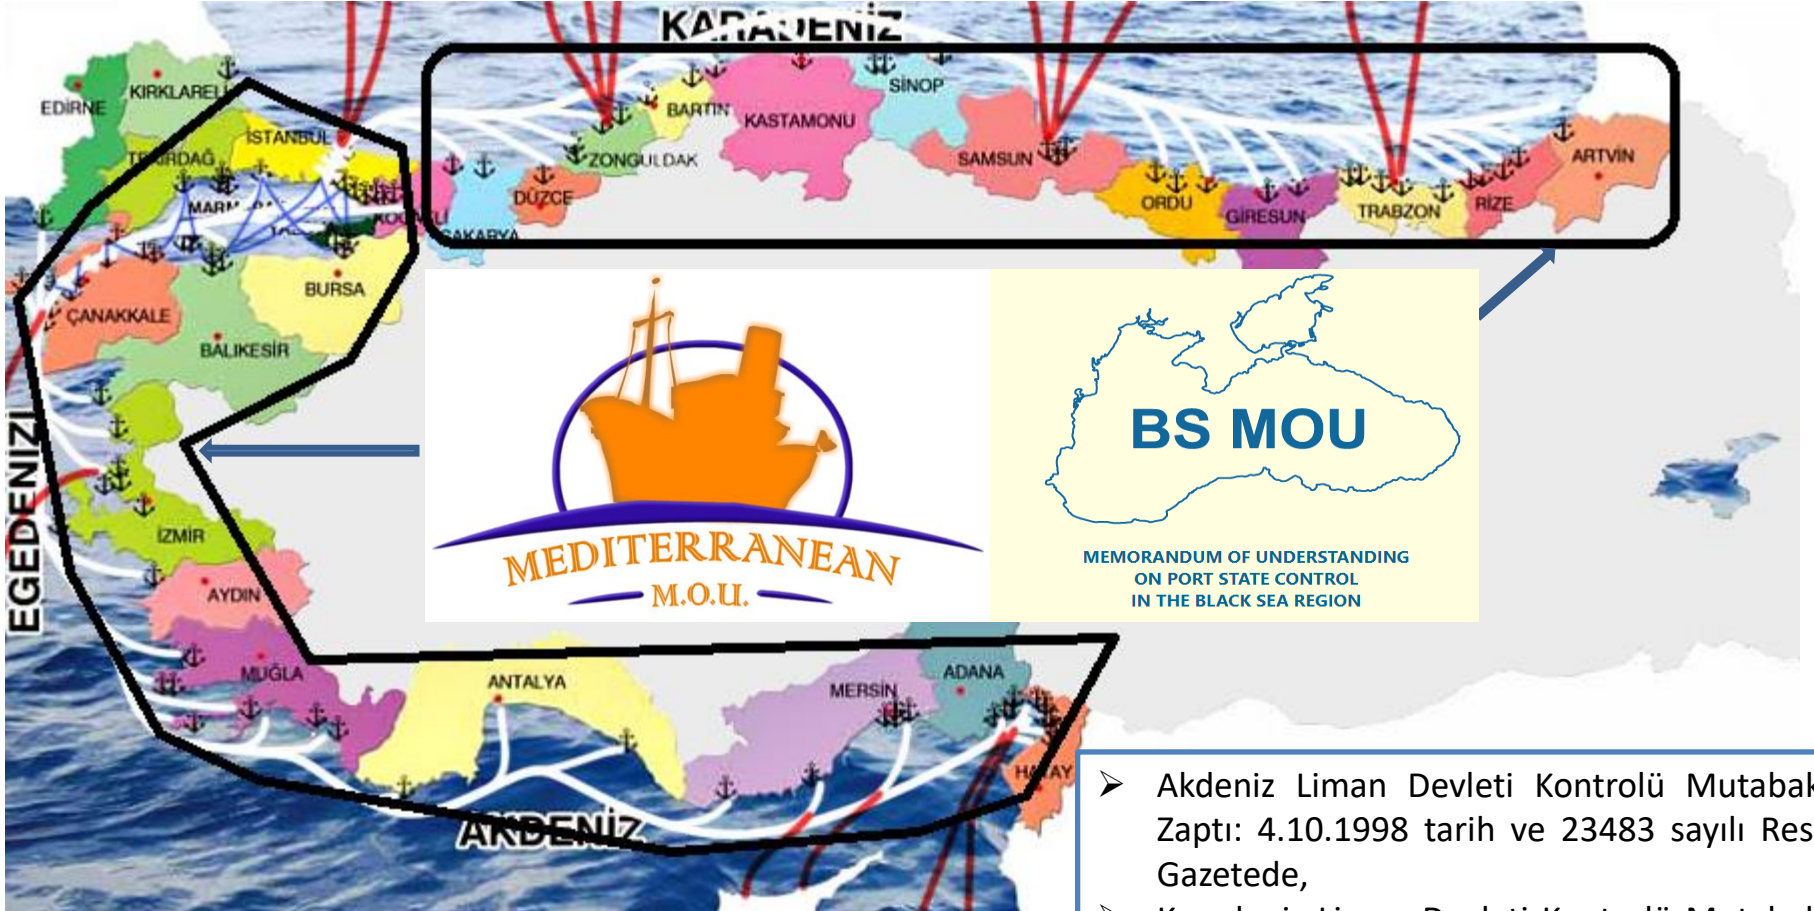 KARADENİZ
EDİRNE
KIRKLARELİ
İSTANBUL
TEKİRDAĞ
KOCAELİ
SAKARYA
DÜZCE
ZONGULDAK
BARTIN
KASTAMONU
SİNOP
SAMSUN
ORDU
GİRESUN
TRABZON
RİZE
ARTVİN
ÇANAKKALE
BALIKESİR
BURSA
EGEDENİZİ
İZMİR
AYDIN
MUĞLA
ANTALYA
MERSİN
ADANA
HATAY
AKDENİZ
MEDITERRANEAN
M.O.U.
BS MOU
MEMORANDUM OF UNDERSTANDING
ON PORT STATE CONTROL
IN THE BLACK SEA REGION
➢ Akdeniz Liman Devleti Kontrolü Mutabak
Zaptı: 4.10.1998 tarih ve 23483 sayılı Res
Gazetede,